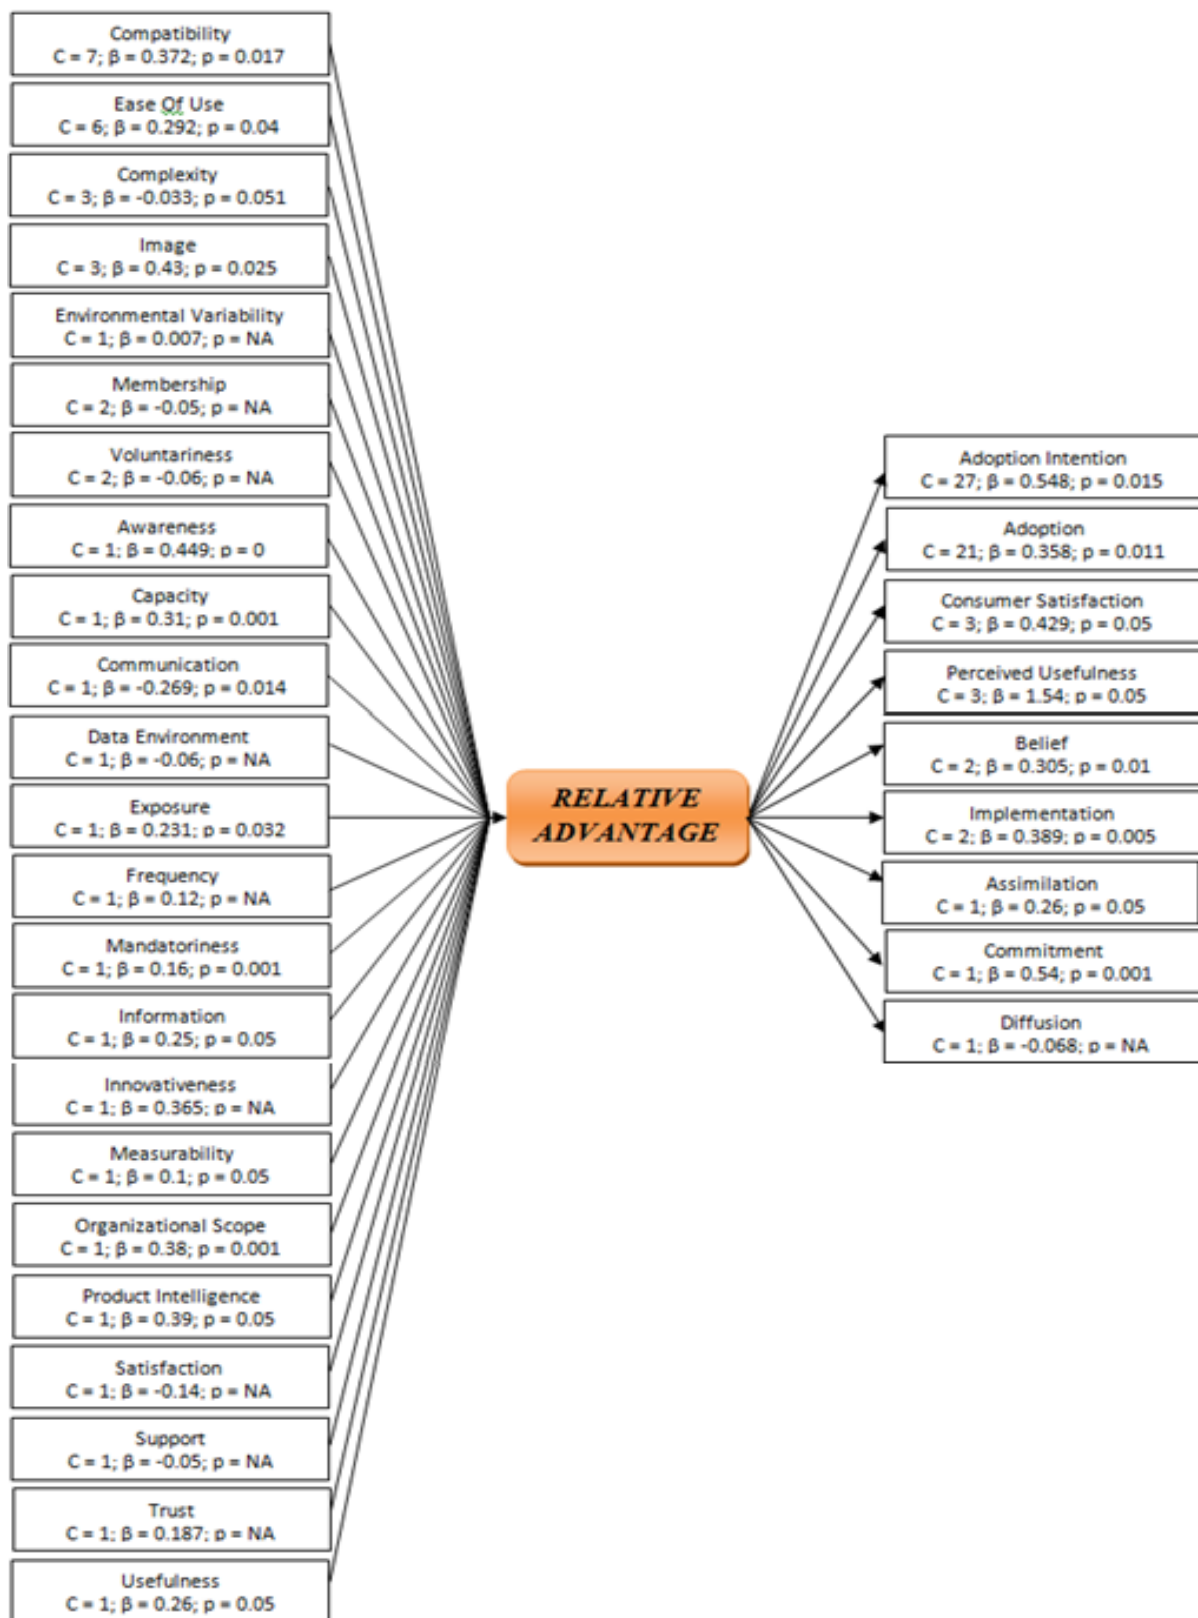 Compatibility
C = 7; β = 0.372; p = 0.017
Ease Of Use
C = 6; β = 0.292; p = 0.04
Complexity
C = 3; β = -0.033; p = 0.051
Image
C = 3; β = 0.43; p = 0.025
Environmental Variability
C = 1; β = 0.007; p = NA
Membership
C = 2; β = -0.05; p = NA
Voluntariness
C = 2; β = -0.06; p = NA
Awareness
C = 1; β = 0.449; p = 0
Capacity
C = 1; β = 0.31; p = 0.001
Communication
C = 1; β = -0.269; p = 0.014
Data Environment
C = 1; β = -0.06; p = NA
Exposure
C = 1; β = 0.231; p = 0.032
Frequency
C = 1; β = 0.12; p = NA
Mandatoriness
C = 1; β = 0.16; p = 0.001
Information
C = 1; β = 0.25; p = 0.05
Innovativeness
C = 1; β = 0.365; p = NA
Measurability
C = 1; β = 0.1; p = 0.05
Organizational Scope
C = 1; β = 0.38; p = 0.001
Product Intelligence
C = 1; β = 0.39; p = 0.05
Satisfaction
C = 1; β = -0.14; p = NA
Support
C = 1; β = -0.05; p = NA
Trust
C = 1; β = 0.187; p = NA
Usefulness
C = 1; β = 0.26; p = 0.05
RELATIVE
ADVANTAGE
Adoption Intention
C = 27; β = 0.548; p = 0.015
Adoption
C = 21; β = 0.358; p = 0.011
Consumer Satisfaction
C = 3; β = 0.429; p = 0.05
Perceived Usefulness
C = 3; β = 1.54; p = 0.05
Belief
C = 2; β = 0.305; p = 0.01
Implementation
C = 2; β = 0.389; p = 0.005
Assimilation
C = 1; β = 0.26; p = 0.05
Commitment
C = 1; β = 0.54; p = 0.001
Diffusion
C = 1; β = -0.068; p = NA